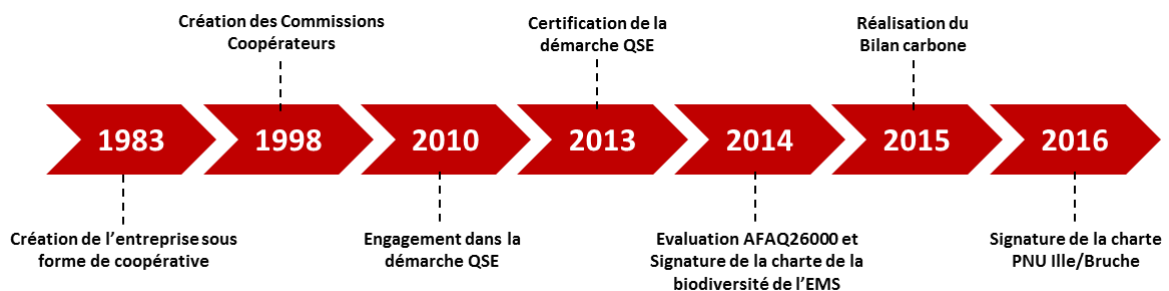 Création des Commissions
Coopérateurs
Certification de la
démarche QSE
Réalisation du
Bilan carbone
1983
1998
2010
2013
2014
2015
2016
Création de l’entreprise sous
forme de coopérative
Engagement dans la
démarche QSE
Evaluation AFAQ26000 et
Signature de la charte de la
biodiversité de l’EMS
Signature de la charte
PNU Ille/Bruche